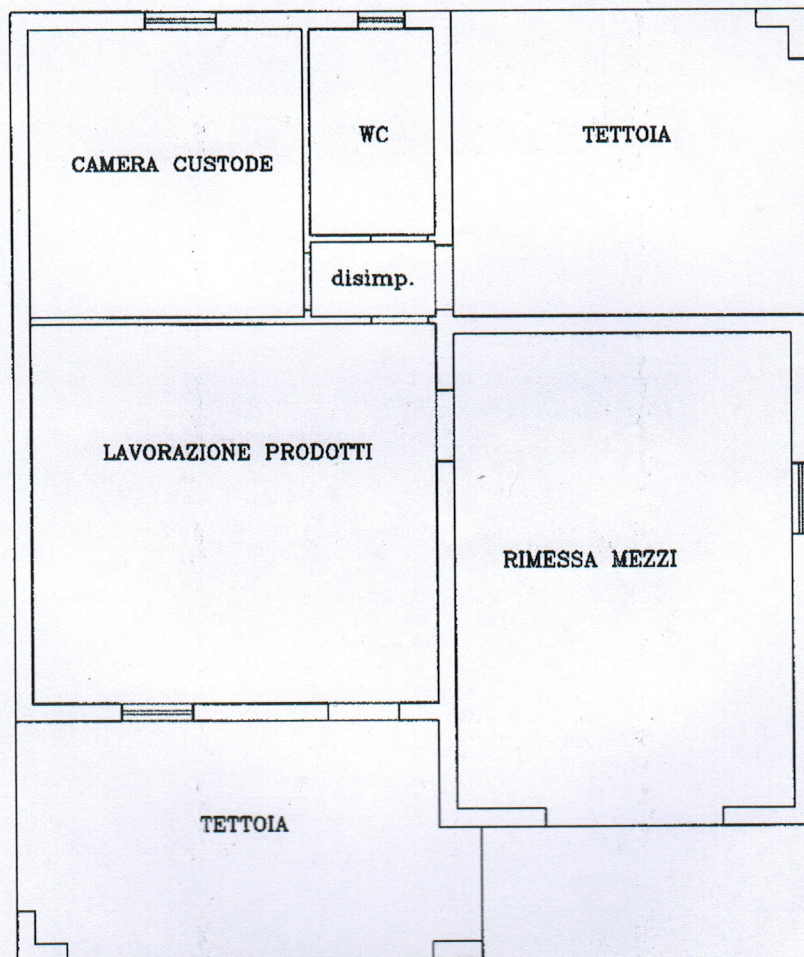 WC
TETTOIA
CAMERA CUSTODE
disimp.
LAVORAZIONE PRODOTTI
RIMESSA MEZZI
TETTOIA